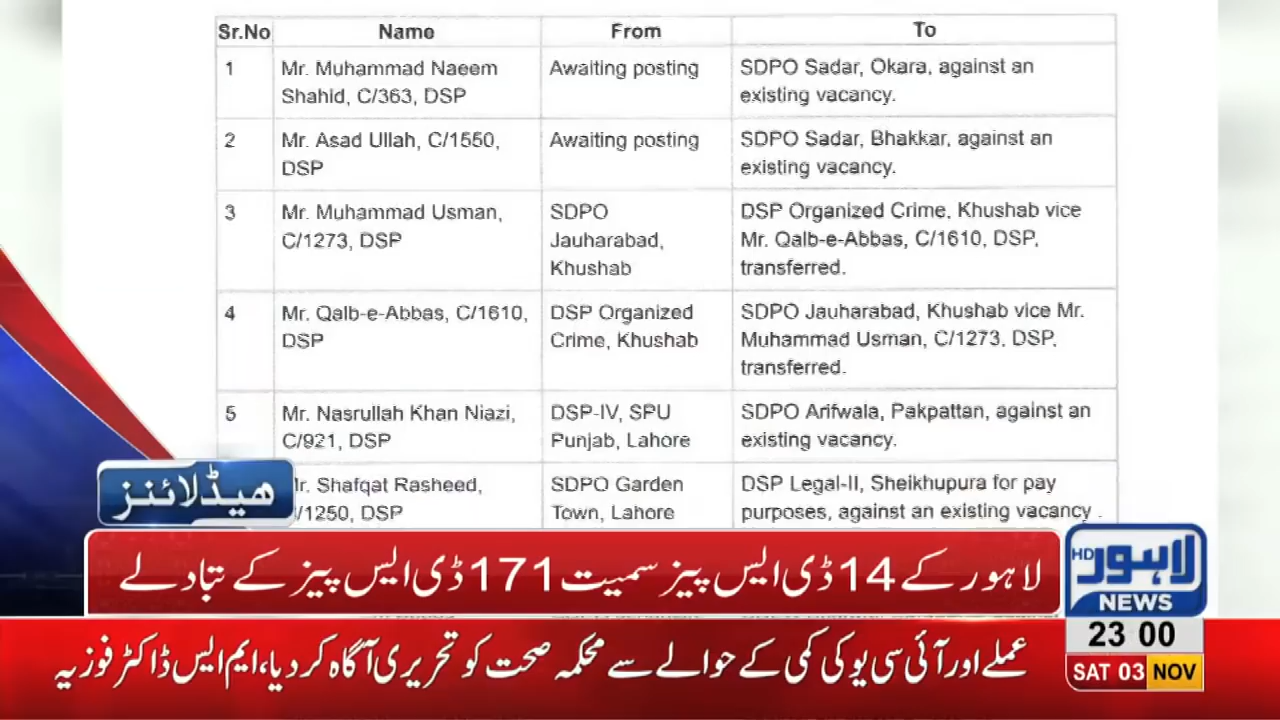 Sr.No Name From To
1 Mr. Muhammad Naeem Shahid, C/363, DSP Awaiting posting SDPO Sadar, Okara, against an existing vacancy.
2 Mr. Asad Ullah, C/1550, DSP Awaiting posting SDPO Sadar, Bhakkar, against an existing vacancy.
3 Mr. Muhammad Usman, C/1273, DSP SDPO Jauharabad, Khushab DSP Organized Crime, Khushab vice Mr. Qalb-e-Abbas, C/1610, DSP, transferred.
4 Mr. Qalb-e-Abbas, C/1610, DSP DSP Organized Crime, Khushab SDPO Jauharabad, Khushab vice Mr. Muhammad Usman, C/1273, DSP, transferred.
5 Mr. Nasrullah Khan Niazi, C/921, DSP DSP-IV, SPU Punjab, Lahore SDPO Arifwala, Pakpattan, against an existing vacancy.
Mr. Shafqat Rasheed, /1250, DSP SDPO Garden Town, Lahore DSP Legal-II, Sheikhupura for pay purposes, against an existing vacancy .
ہیڈلائنز
لاہور کے 14 ڈی ایس پیز سمیت 171 ڈی ایس پیز کے تبادلے
HD لاہور
NEWS
23 00
عملے اور آئی سی یو کی کمی کے حوالے سے محکمہ صحت کو تحریری آگاہ کر دیا، ایم ایس ڈاکٹر فوزیہ
SAT 03 NOV